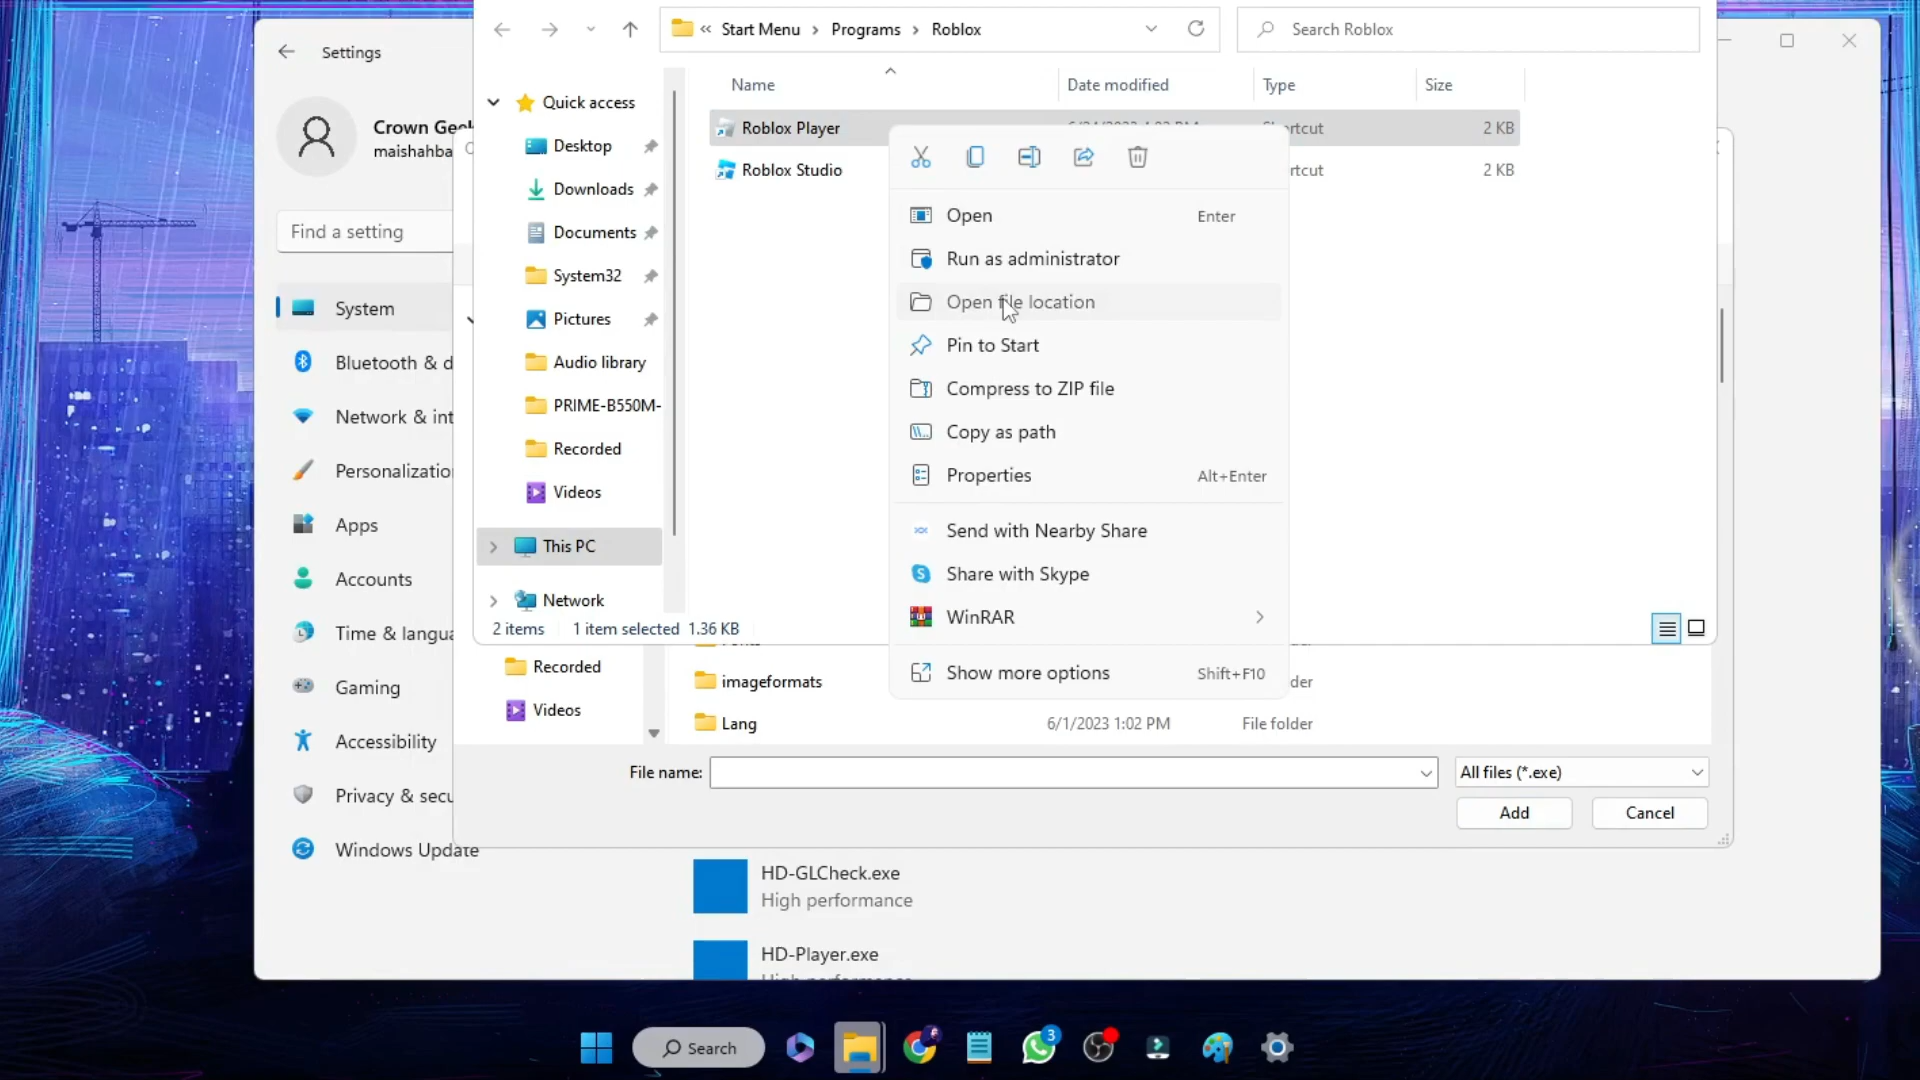 « Start Menu › Programs › Roblox
Search Roblox
Settings
Crown Geek
maishahba
Find a setting
System
Bluetooth & d
Network & int
Personalizatio
Apps
Accounts
Time & langua
Gaming
Accessibility
Privacy & secu
Windows Update
Quick access
Desktop
Downloads
Documents
System32
Pictures
Audio library
PRIME-B550M-
Recorded
Videos
This PC
Network
2 items
1 item selected 1.36 KB
Name
Date modified
Type
Size
Roblox Player
rtcut
2 KB
Roblox Studio
rtcut
2 KB
Open
Enter
Run as administrator
Open file location
Pin to Start
Compress to ZIP file
Copy as path
Properties
Alt+Enter
Send with Nearby Share
Share with Skype
WinRAR
Show more options
Shift+F10
Recorded
Videos
imageformats
der
Lang
6/1/2023 1:02 PM
File folder
File name:
All files (*.exe)
Add
Cancel
HD-GLCheck.exe
High performance
HD-Player.exe
High performance
Search
3